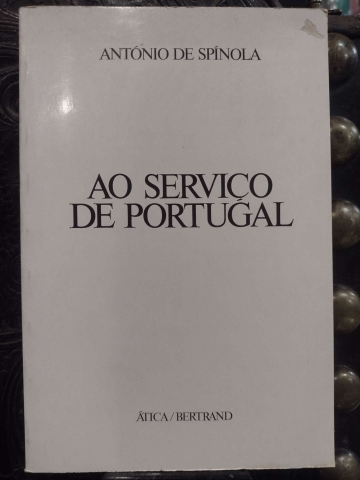 ANTÓNIO DE SPÍNOLA
AO SERVIÇO
DE PORTUGAL
ÁTICA / BERTRAND